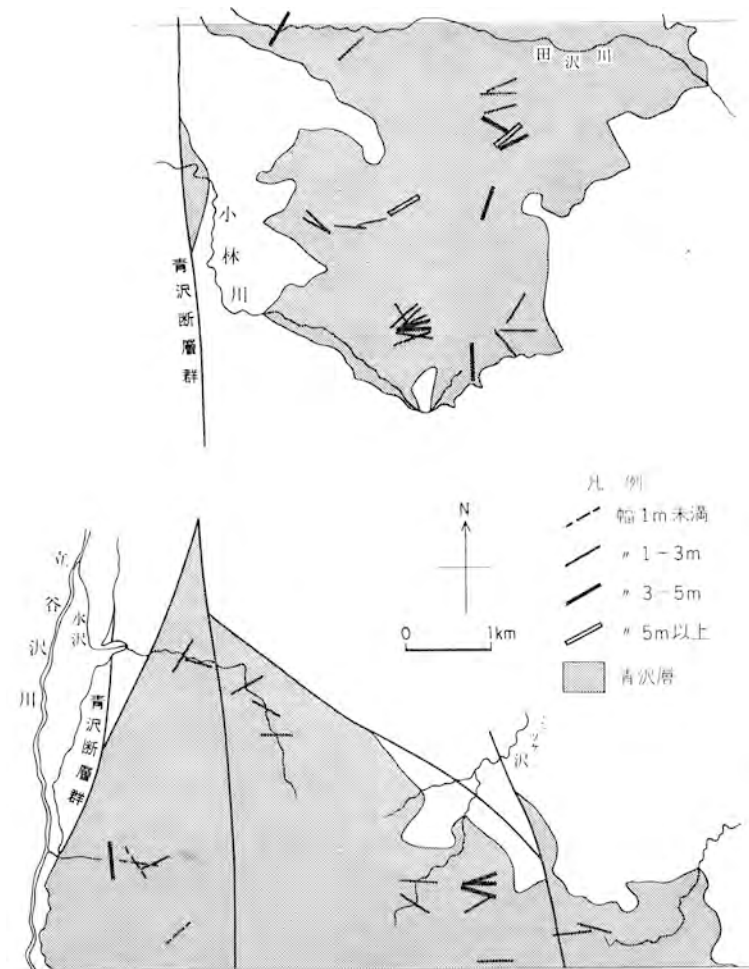 田沢川
小林川
青沢断層群
凡例
幅1m未満
〃 1-3m
〃 3-5m
〃 5m以上
青沢層
N
0 1km
立谷沢川
水沢
青沢断層群
沢